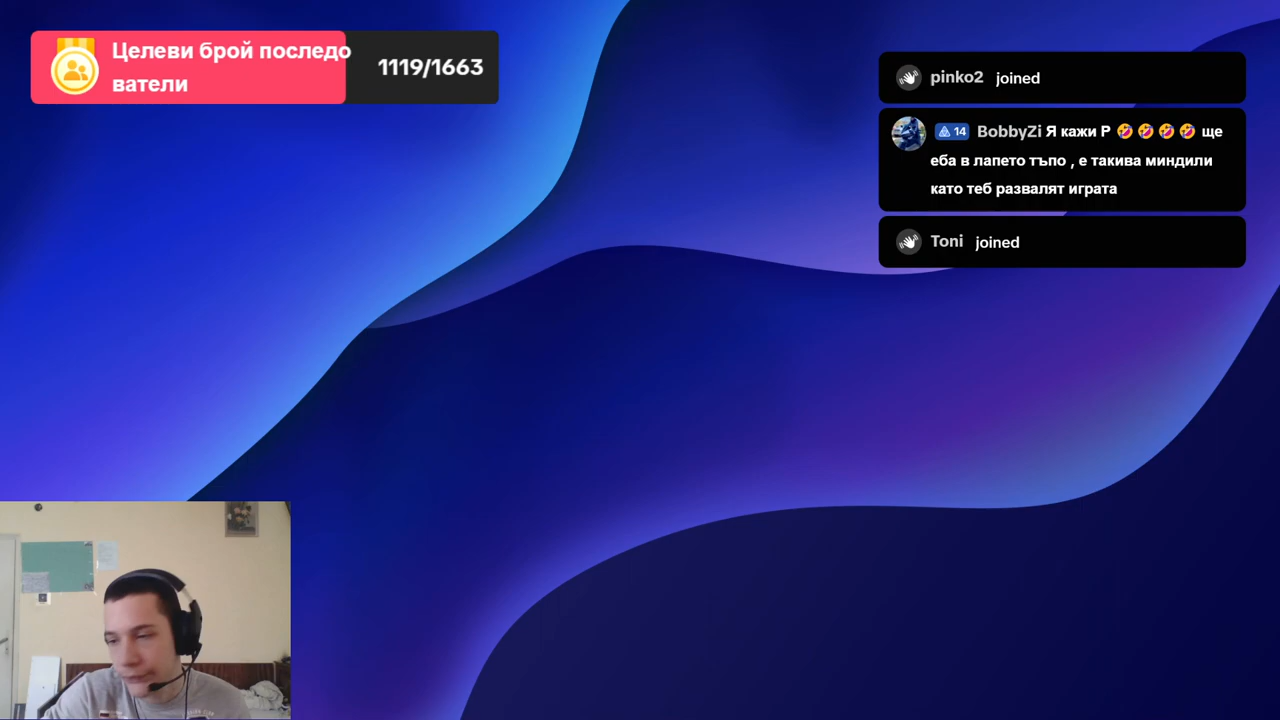 Целеви брой последо
ватели
1119/1663
pinko2 joined
14 BobbyZi Я кажи Р 🤣🤣🤣🤣 ще
еба в лапето тъпо , е такива миндили
като теб развалят играта
Toni joined